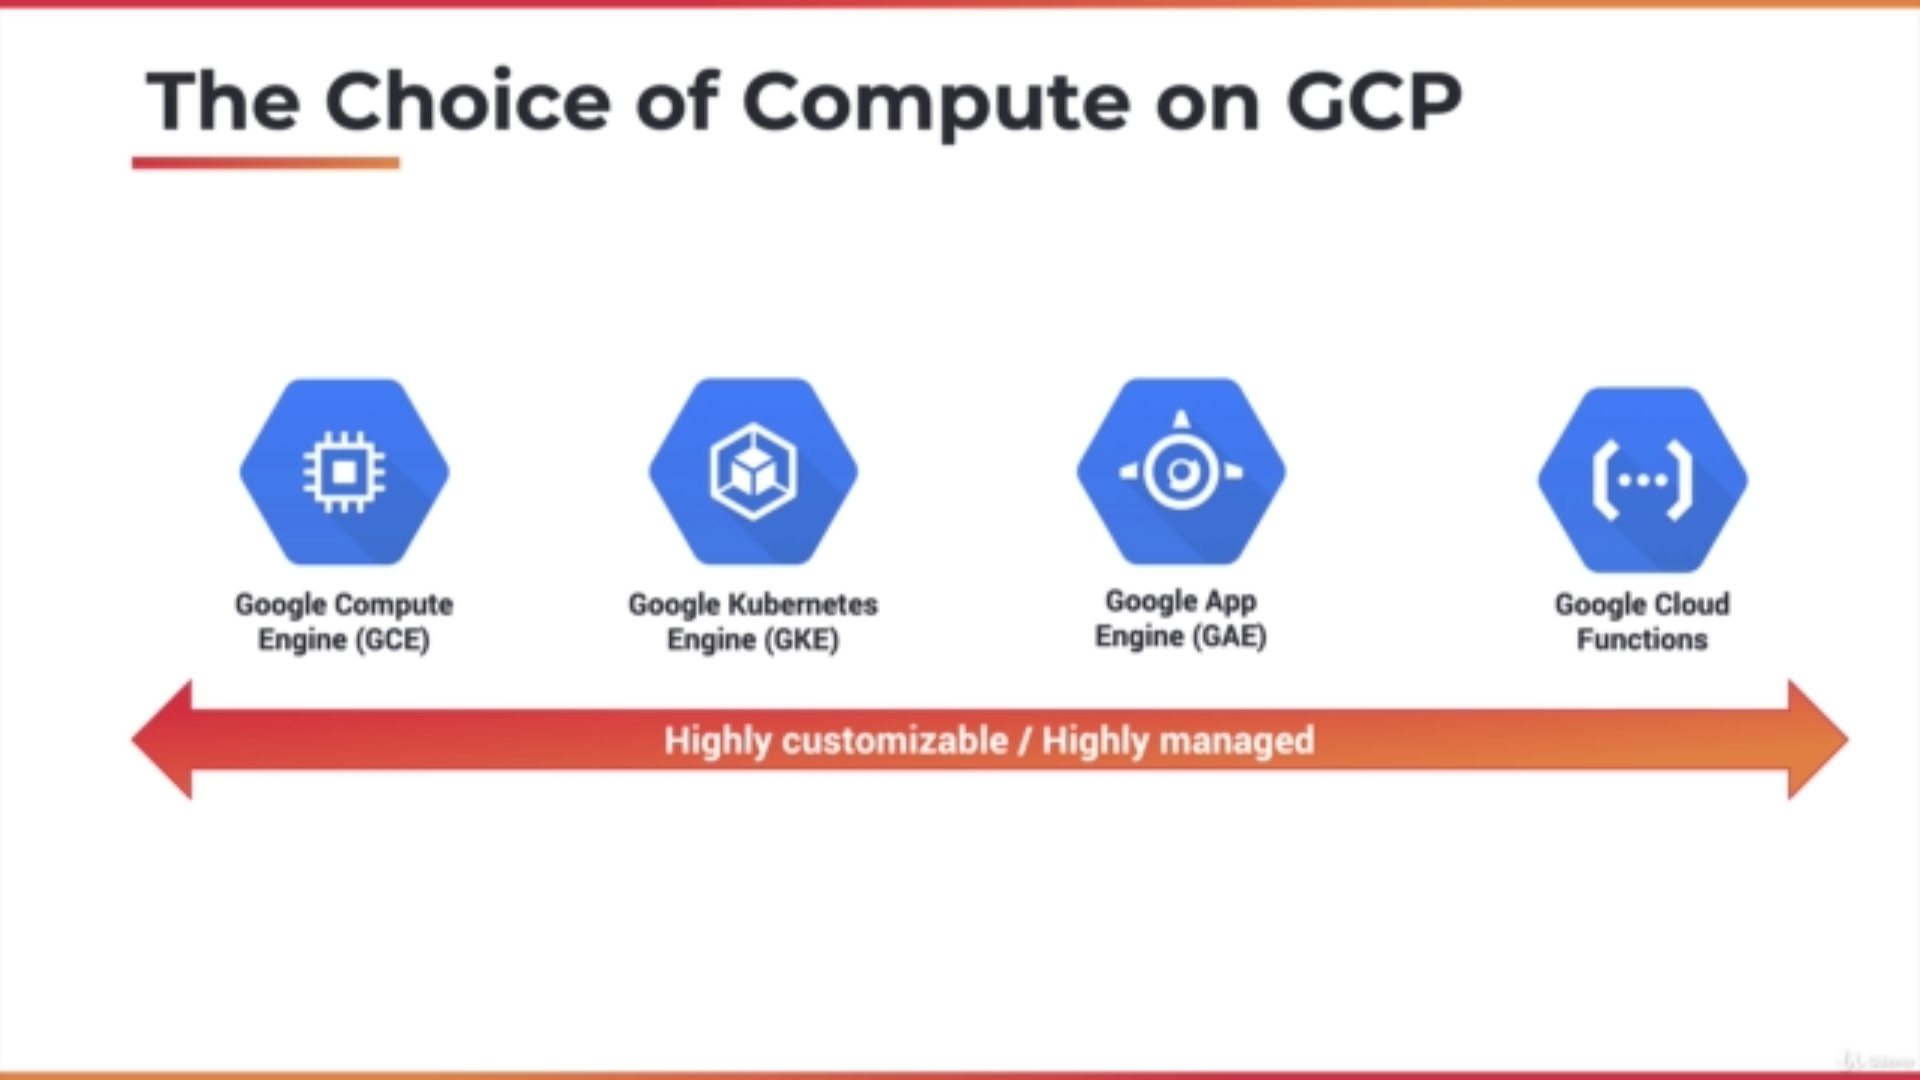 The Choice of Compute on GCP
Google Compute
Engine (GCE)
Google Kubernetes
Engine (GKE)
Google App
Engine (GAE)
Google Cloud
Functions
Highly customizable / Highly managed